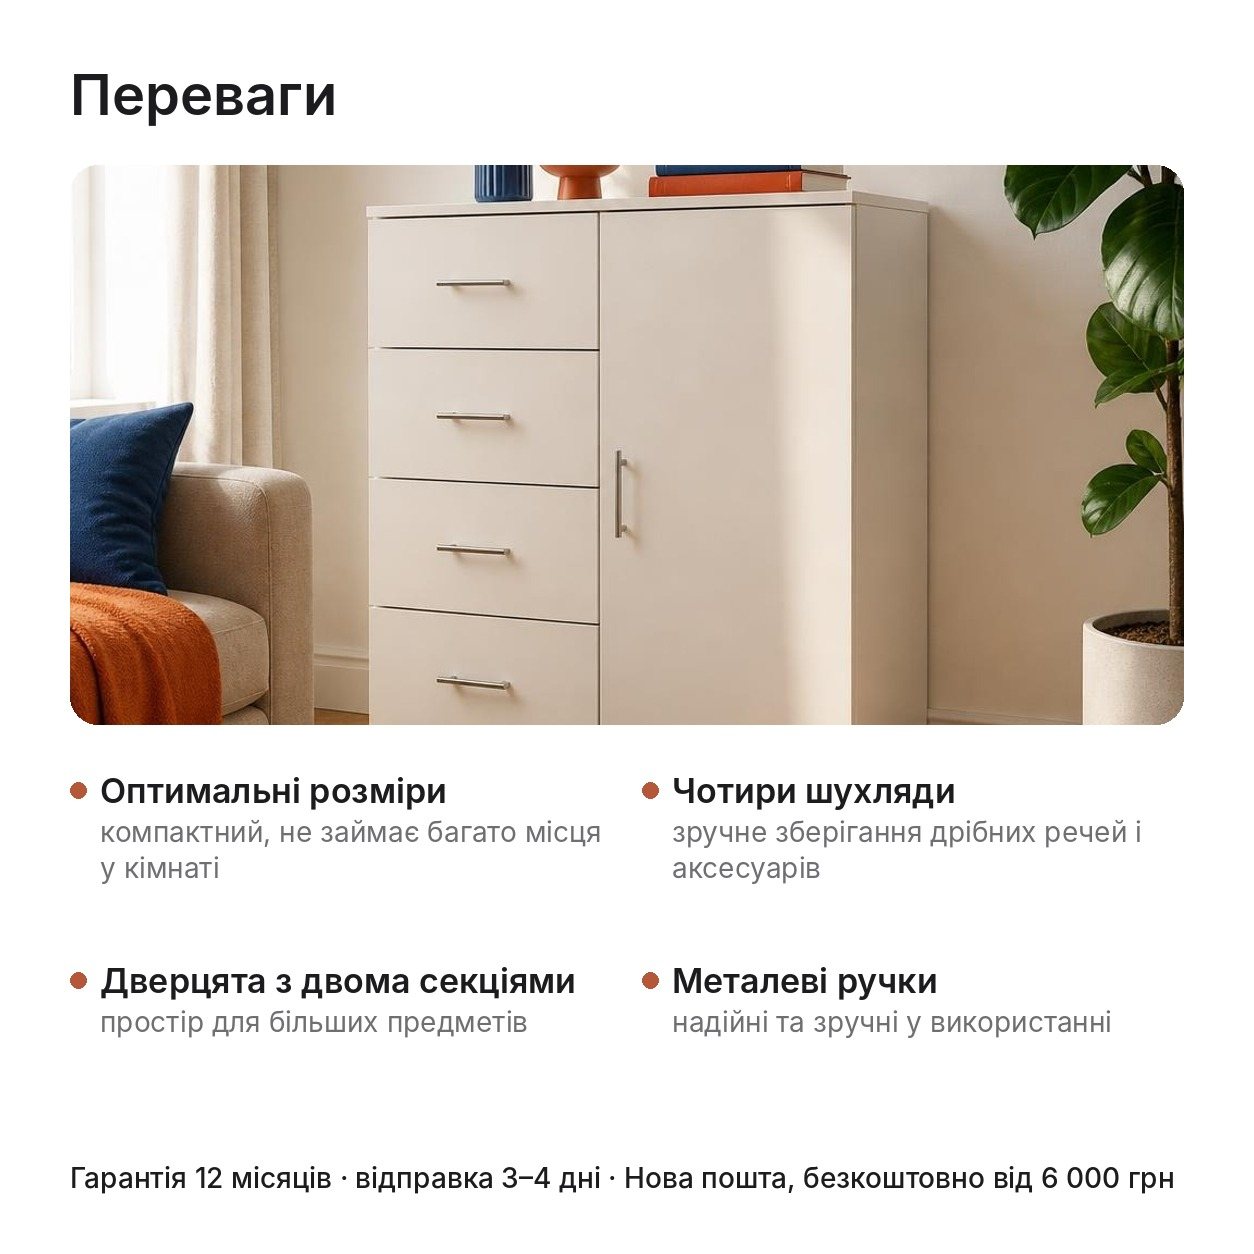 Переваги
Оптимальні розміри
компактний, не займає багато місця
у кімнаті
Чотири шухляди
зручне зберігання дрібних речей і
аксесуарів
Дверцята з двома секціями
простір для більших предметів
Металеві ручки
надійні та зручні у використанні
Гарантія 12 місяців · відправка 3–4 дні · Нова пошта, безкоштовно від 6 000 грн